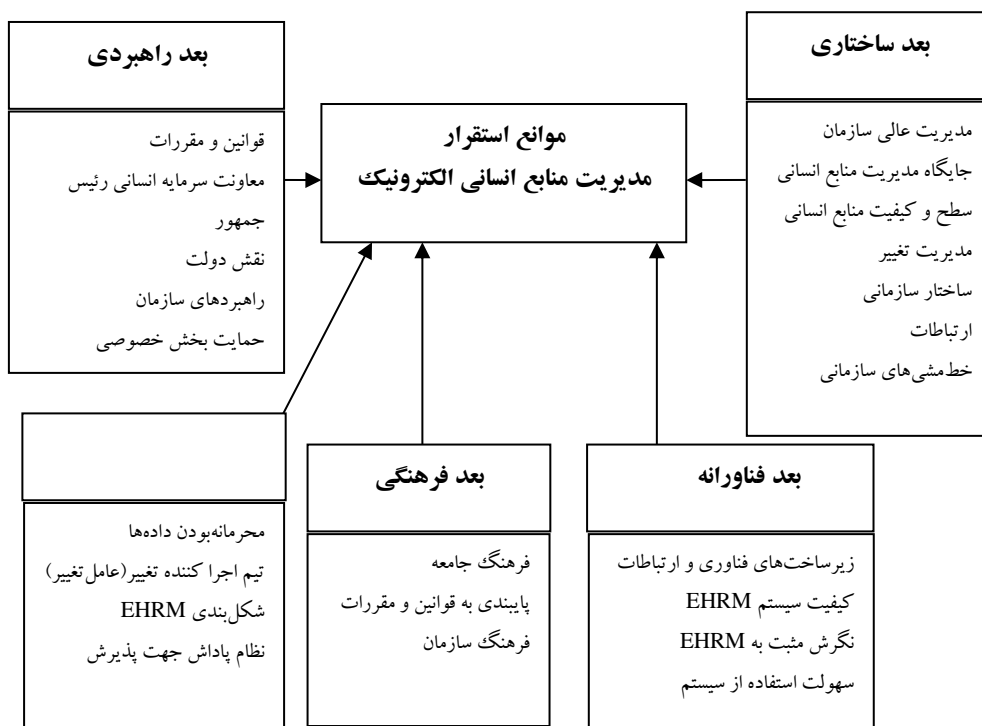 بعد ساختاری
مدیریت عالی سازمان
جایگاه مدیریت منابع انسانی
سطح و کیفیت منابع انسانی
مدیریت تغییر
ساختار سازمانی
ارتباطات
خط‌مشی‌های سازمانی
موانع استقرار
مدیریت منابع انسانی الکترونیک
بعد راهبردی
قوانین و مقررات
معاونت سرمایه انسانی رئیس
جمهور
نقش دولت
راهبردهای سازمان
حمایت بخش خصوصی
بعد فناورانه
زیرساخت‌های فناوری و ارتباطات
کیفیت سیستم EHRM
نگرش مثبت به EHRM
سهولت استفاده از سیستم
بعد فرهنگی
فرهنگ جامعه
پایبندی به قوانین و مقررات
فرهنگ سازمان
محرمانه‌بودن داده‌ها
تیم اجرا کننده تغییر(عامل‌تغییر)
شکل‌بندی EHRM
نظام پاداش جهت پذیرش